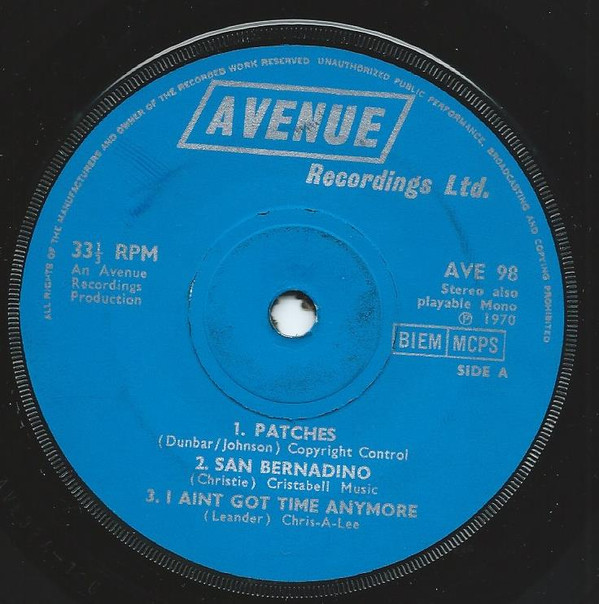 ALL RIGHTS OF THE MANUFACTURERS AND OWNER OF THE RECORDED WORK RESERVED UNAUTHORIZED PUBLIC PERFORMANCE, BROADCASTING AND COPYING PROHIBITED
AVENUE
Recordings Ltd.
33⅓ RPM
An Avenue
Recordings
Production
AVE 98
Stereo also
playable Mono
℗ 1970
BIEM MCPS
SIDE A
1. PATCHES
(Dunbar/Johnson) Copyright Control
2. SAN BERNADINO
(Christie) Cristabell Music
3. I AINT GOT TIME ANYMORE
(Leander) Chris-A-Lee